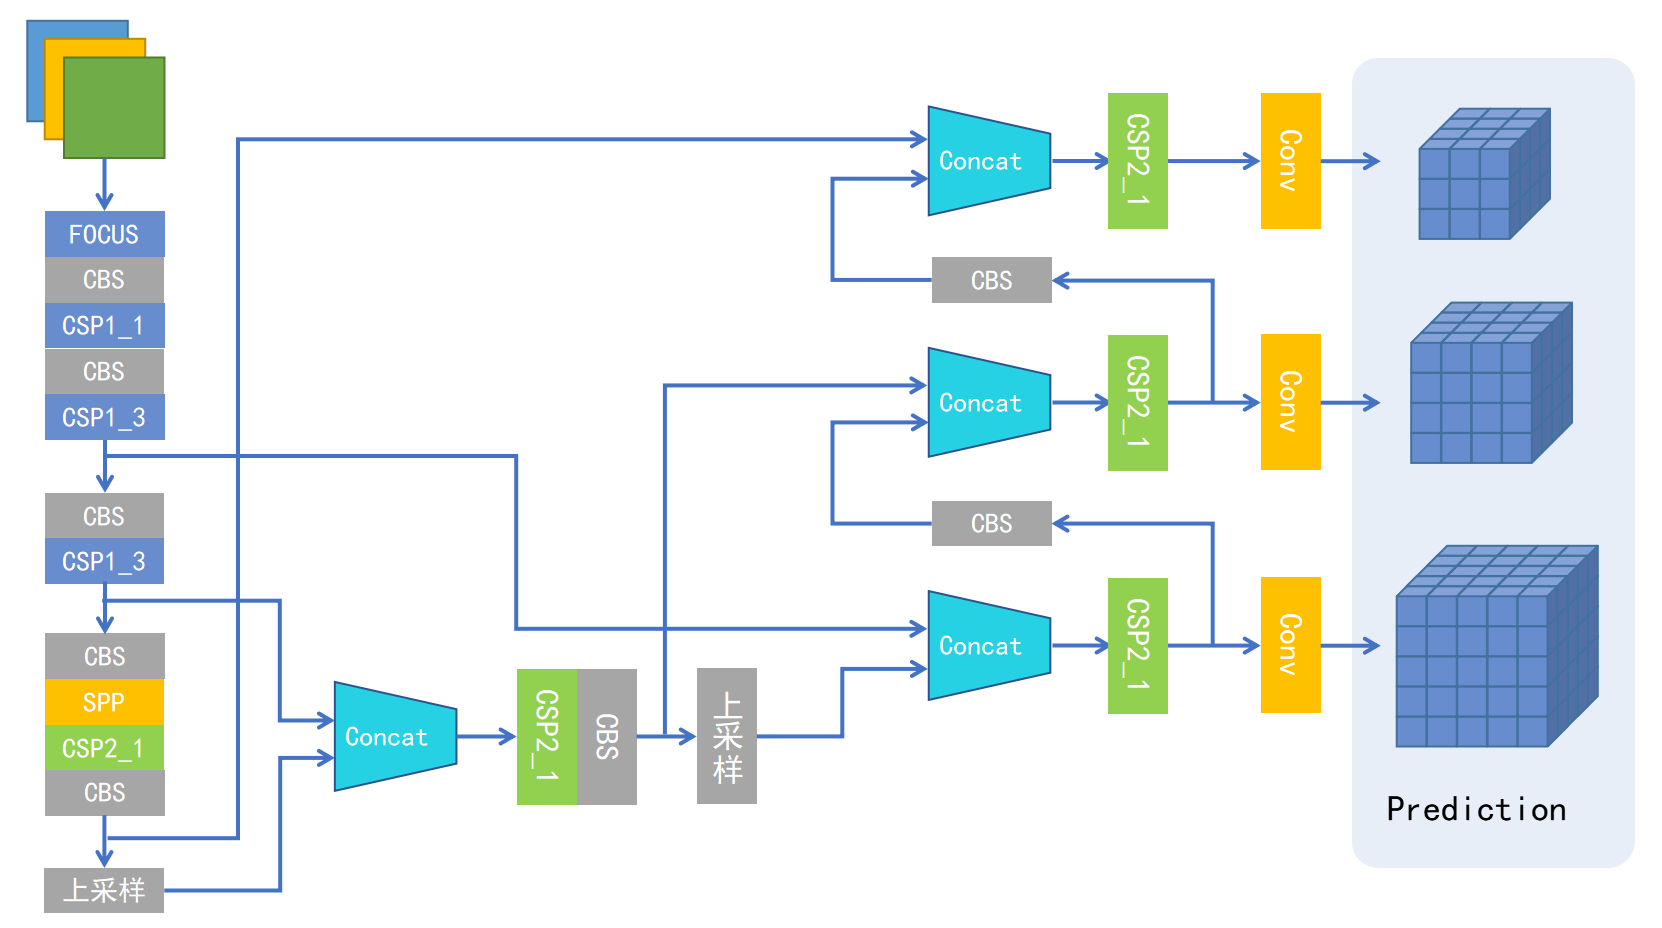 FOCUS
CBS
CSP1_1
CBS
CSP1_3
CBS
CSP1_3
CBS
SPP
CSP2_1
CBS
上采样
Concat
CSP2_1
CBS
上采样
Concat
CSP2_1
Conv
CBS
Concat
CSP2_1
Conv
CBS
Concat
CSP2_1
Conv
Prediction